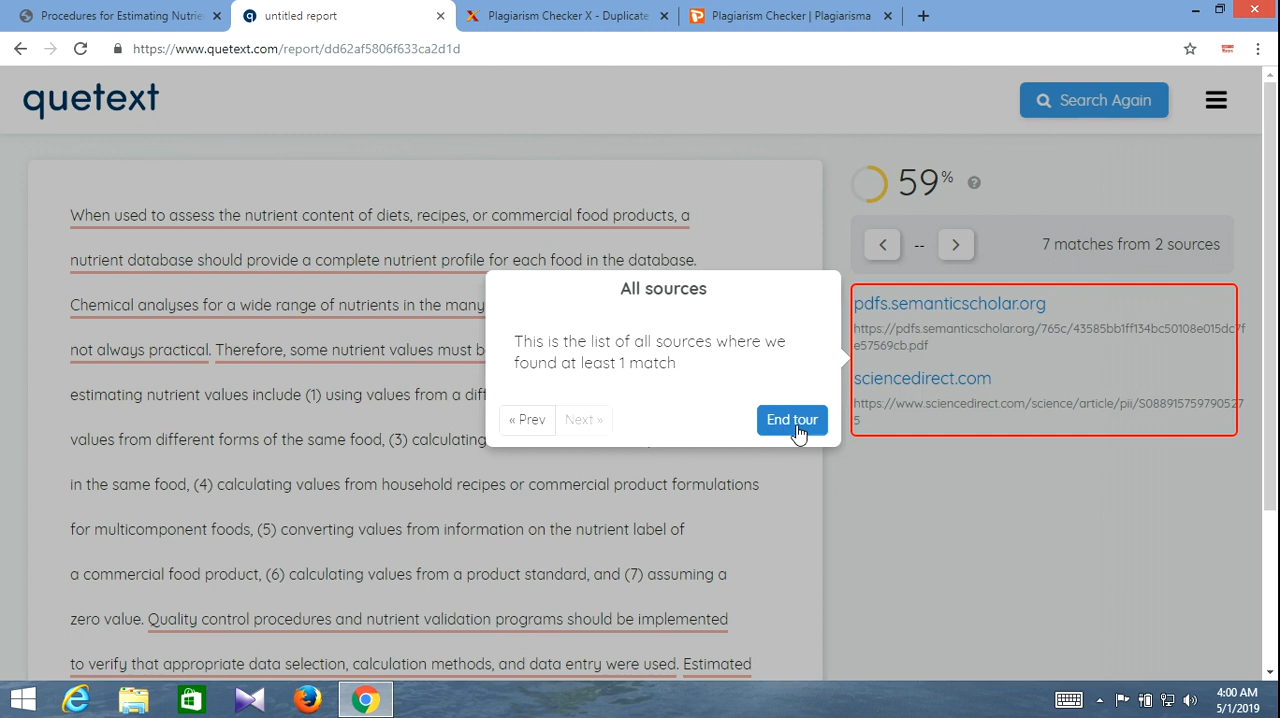 Procedures for Estimating Nutrie
untitled report
Plagiarism Checker X - Duplicate
Plagiarism Checker | Plagiarisma
https://www.quetext.com/report/dd62af5806f633ca2d1d
quetext
Search Again
When used to assess the nutrient content of diets, recipes, or commercial food products, a
nutrient database should provide a complete nutrient profile for each food in the database.
Chemical analyses for a wide range of nutrients in the many
not always practical. Therefore, some nutrient values must b
estimating nutrient values include (1) using values from a dif
values from different forms of the same food, (3) calculating
in the same food, (4) calculating values from household recipes or commercial product formulations
for multicomponent foods, (5) converting values from information on the nutrient label of
a commercial food product, (6) calculating values from a product standard, and (7) assuming a
zero value. Quality control procedures and nutrient validation programs should be implemented
to verify that appropriate data selection, calculation methods, and data entry were used. Estimated
All sources
This is the list of all sources where we
found at least 1 match
« Prev
Next »
End tour
59%
?
--
7 matches from 2 sources
pdfs.semanticscholar.org
https://pdfs.semanticscholar.org/765c/43585bb1ff134bc50108e015dc7f
e57569cb.pdf
sciencedirect.com
https://www.sciencedirect.com/science/article/pii/S088915759790527
5
4:00 AM
5/1/2019